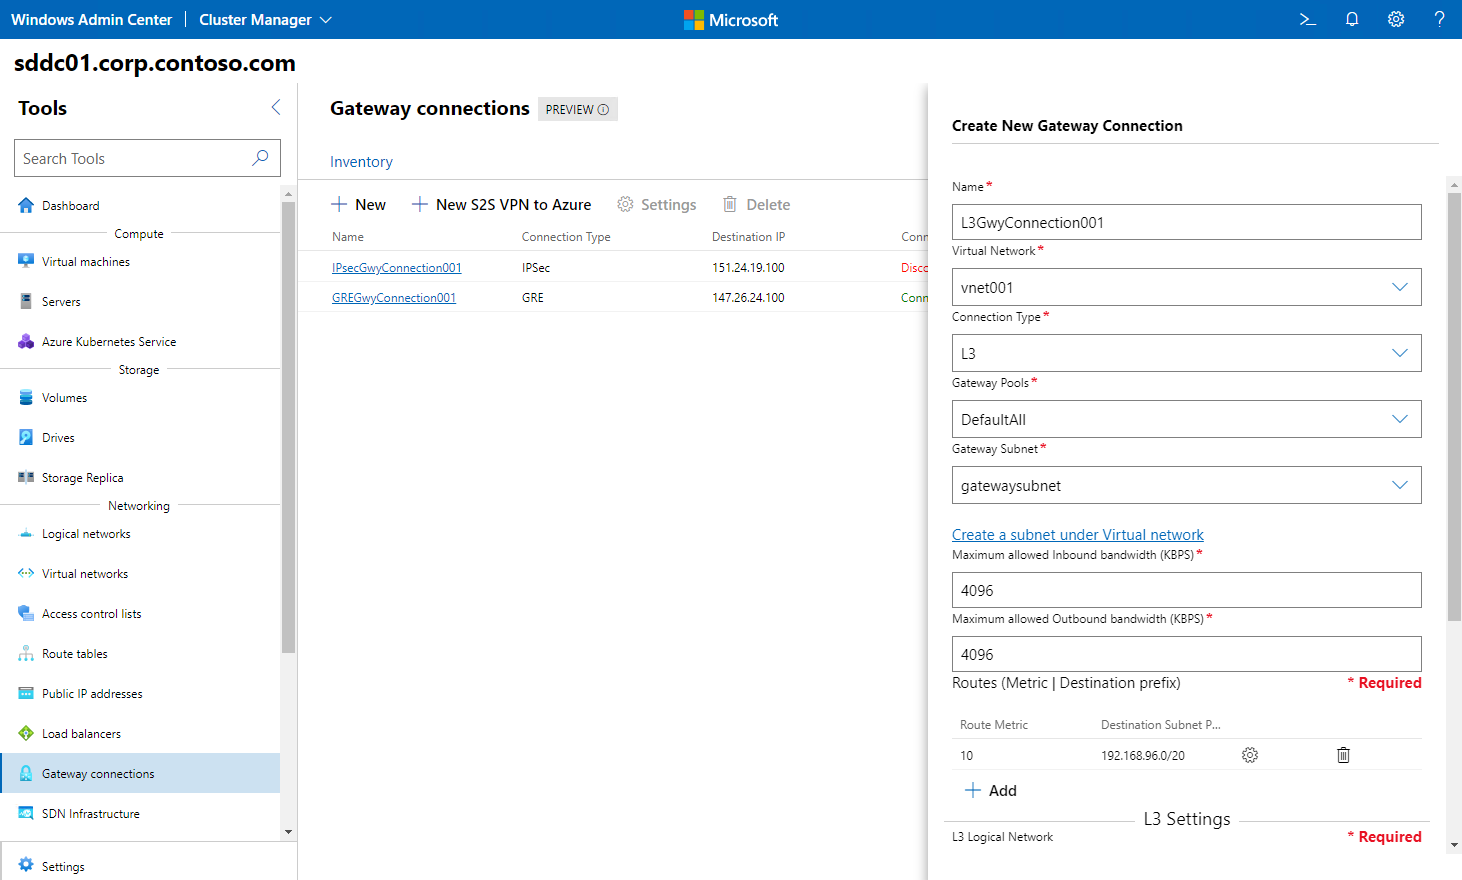 Windows Admin Center Cluster Manager Microsoft
sddc01.corp.contoso.com
Tools
Search Tools
Dashboard
Compute
Virtual machines
Servers
Azure Kubernetes Service
Storage
Volumes
Drives
Storage Replica
Networking
Logical networks
Virtual networks
Access control lists
Route tables
Public IP addresses
Load balancers
Gateway connections
SDN Infrastructure
Settings
Gateway connections PREVIEW
Inventory
New New S2S VPN to Azure Settings Delete
Name Connection Type Destination IP Conn
IPsecGwyConnection001 IPSec 151.24.19.100 Disco
GREGwyConnection001 GRE 147.26.24.100 Conn
Create New Gateway Connection
Name*
L3GwyConnection001
Virtual Network*
vnet001
Connection Type*
L3
Gateway Pools*
DefaultAll
Gateway Subnet*
gatewaysubnet
Create a subnet under Virtual network
Maximum allowed Inbound bandwidth (KBPS)*
4096
Maximum allowed Outbound bandwidth (KBPS)*
4096
Routes (Metric | Destination prefix) * Required
Route Metric Destination Subnet P...
10 192.168.96.0/20
Add
L3 Settings
L3 Logical Network * Required